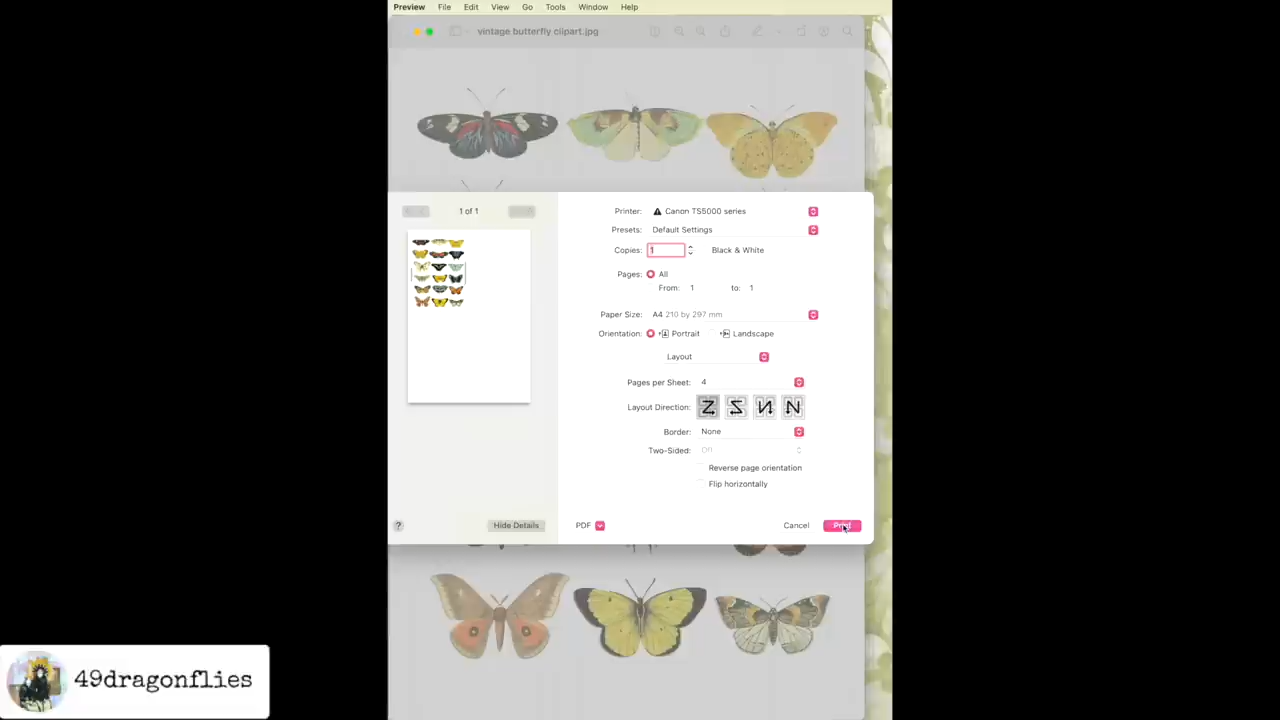 Preview File Edit View Go Tools Window Help
vintage butterfly clipart.jpg
1 of 1
Printer: Canon TS5000 series
Presets: Default Settings
Copies: 1 Black & White
Pages: All
From: 1 to: 1
Paper Size: A4 210 by 297 mm
Orientation: Portrait Landscape
Layout
Pages per Sheet: 4
Layout Direction:
Border: None
Two-Sided: Off
Reverse page orientation
Flip horizontally
? Hide Details PDF Cancel Print
49dragonflies